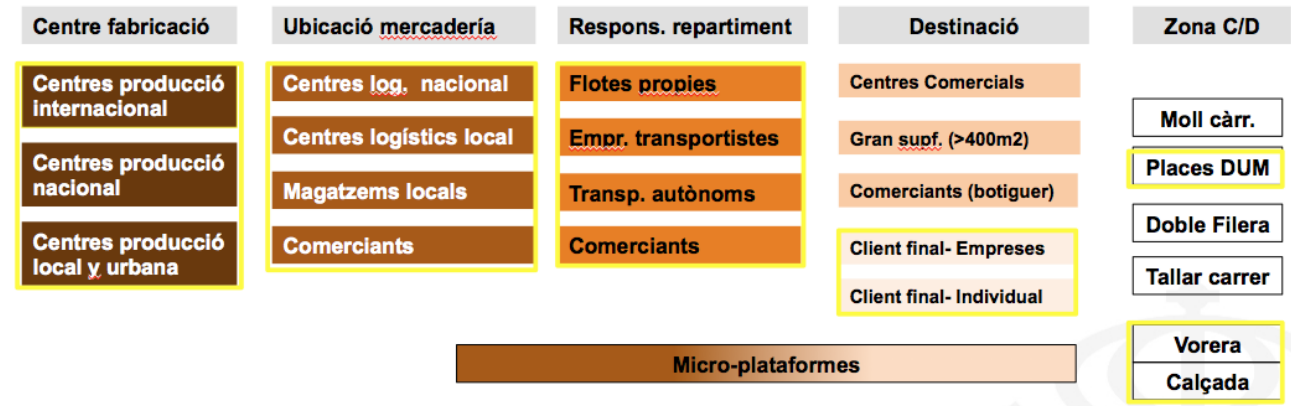 Centre fabricació
Ubicació mercadería
Respons. repartiment
Destinació
Zona C/D
Centres producció
internacional
Centres producció
nacional
Centres producció
local y urbana
Centres log, nacional
Centres logístics local
Magatzems locals
Comerciants
Flotes propies
Empr. transportistes
Transp. autònoms
Comerciants
Centres Comercials
Gran supf. (>400m2)
Comerciants (botiguer)
Client final- Empreses
Client final- Individual
Moll càrr.
Places DUM
Doble Filera
Tallar carrer
Vorera
Calçada
Micro-plataformes